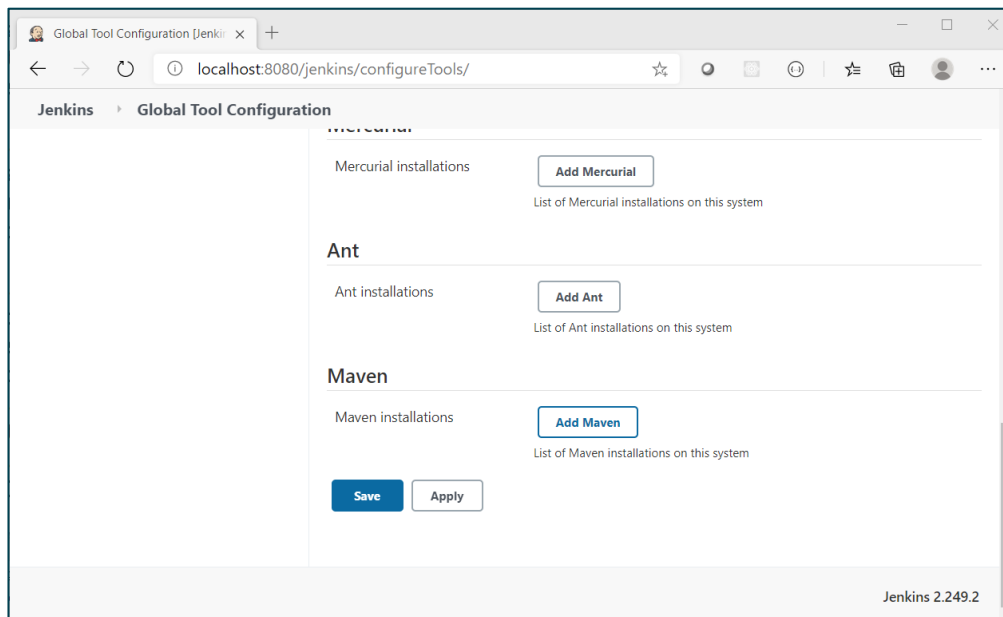 Global Tool Configuration [Jenki
localhost:8080/jenkins/configureTools/
Jenkins Global Tool Configuration
Mercurial
Mercurial installations
Add Mercurial
List of Mercurial installations on this system
Ant
Ant installations
Add Ant
List of Ant installations on this system
Maven
Maven installations
Add Maven
List of Maven installations on this system
Save Apply
Jenkins 2.249.2